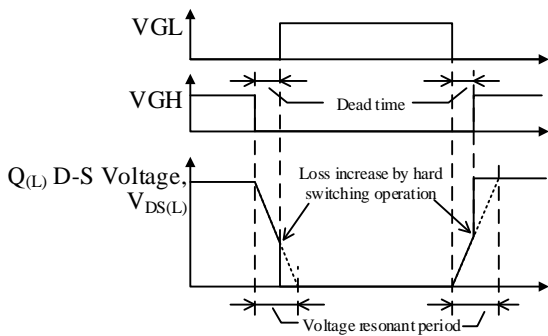 VGL
VGH
Dead time
Q(L) D-S Voltage,
VDS(L)
Loss increase by hard
switching operation
Voltage resonant period